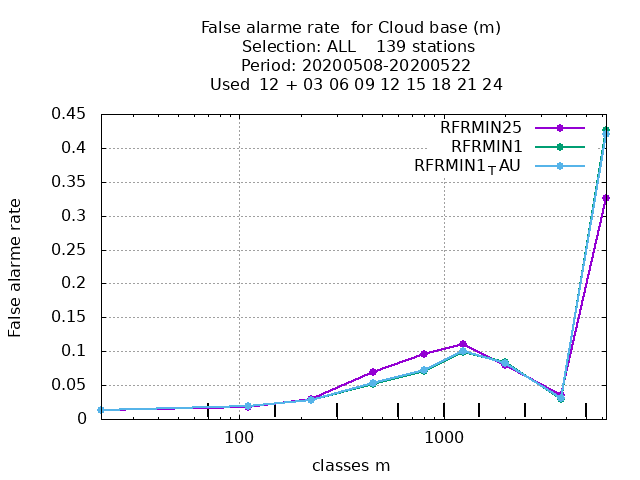 False alarme rate  for Cloud base (m)
Selection: ALL    139 stations
Period: 20200508-20200522
Used  12 + 03 06 09 12 15 18 21 24
RFRMIN25
RFRMIN1
RFRMIN1TAU
False alarme rate
0.45
0.4
0.35
0.3
0.25
0.2
0.15
0.1
0.05
0
100
1000
classes m